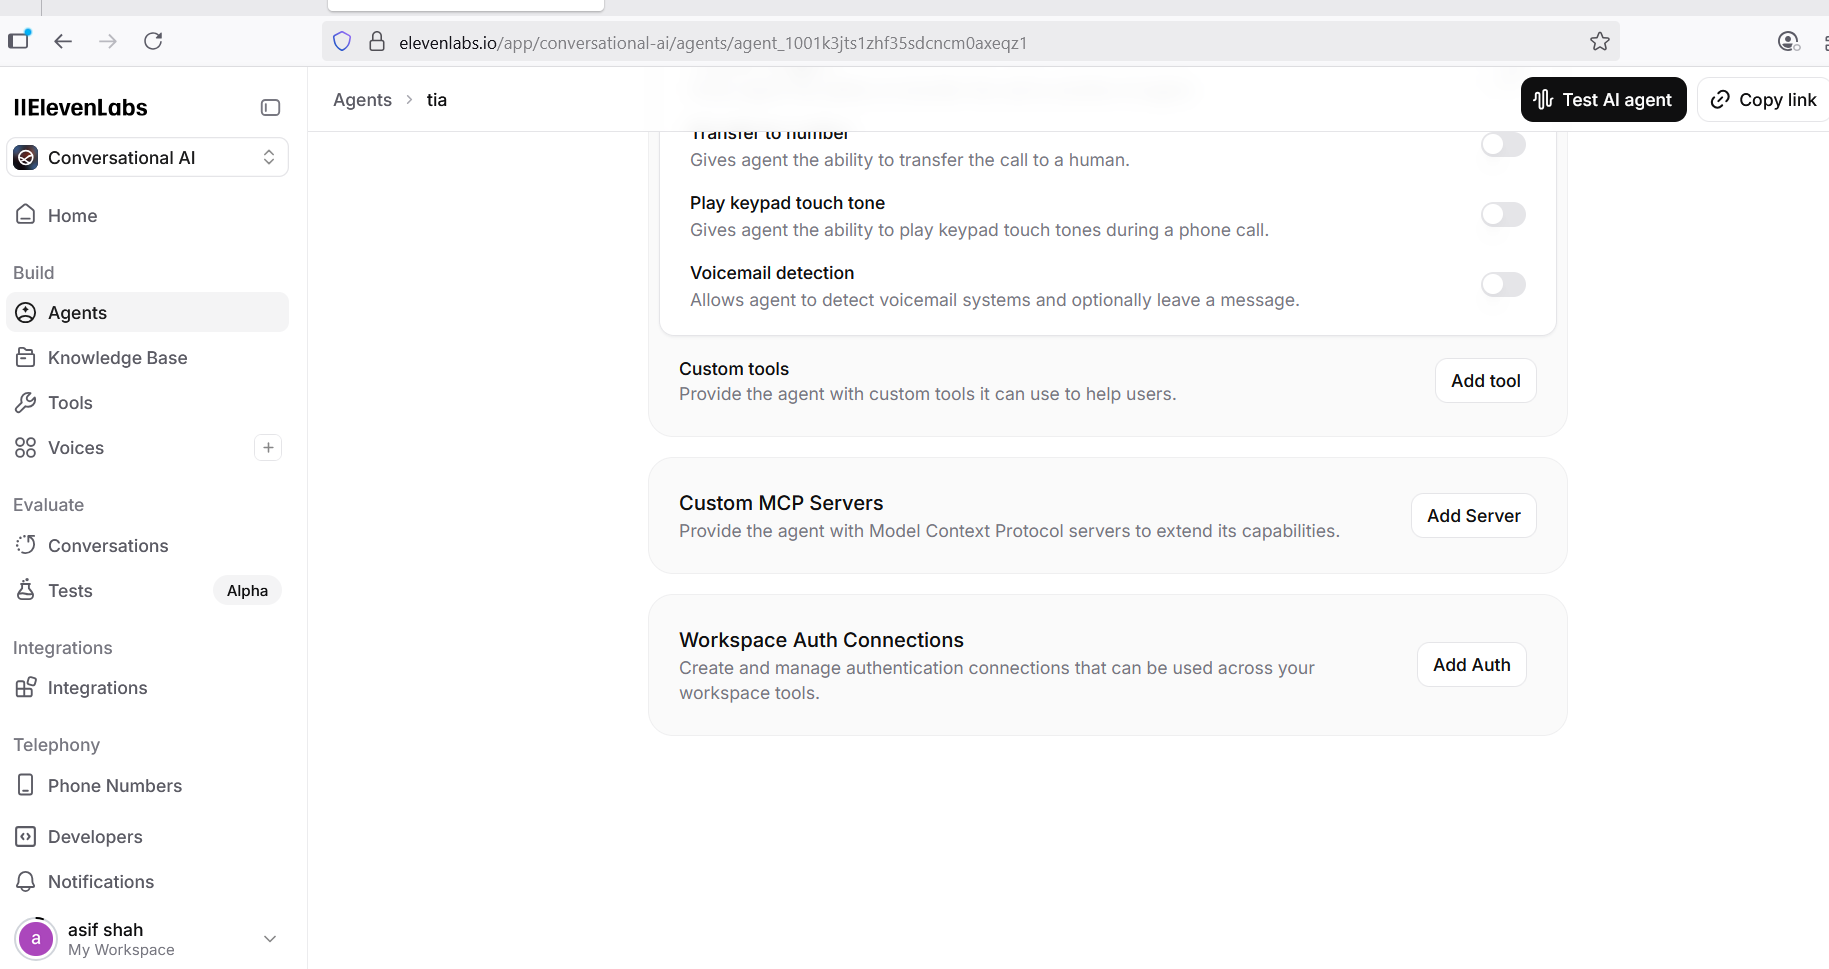 elevenlabs.io/app/conversational-ai/agents/agent_1001k3jts1zhf35sdcncm0axeqz1
IIElevenLabs
Conversational AI
Home
Build
Agents
Knowledge Base
Tools
Voices
Evaluate
Conversations
Tests
Alpha
Integrations
Integrations
Telephony
Phone Numbers
Developers
Notifications
a
asif shah
My Workspace
Agents > tia
Test AI agent
Copy link
Transfer to number
Gives agent the ability to transfer the call to a human.
Play keypad touch tone
Gives agent the ability to play keypad touch tones during a phone call.
Voicemail detection
Allows agent to detect voicemail systems and optionally leave a message.
Custom tools
Provide the agent with custom tools it can use to help users.
Add tool
Custom MCP Servers
Provide the agent with Model Context Protocol servers to extend its capabilities.
Add Server
Workspace Auth Connections
Create and manage authentication connections that can be used across your
workspace tools.
Add Auth